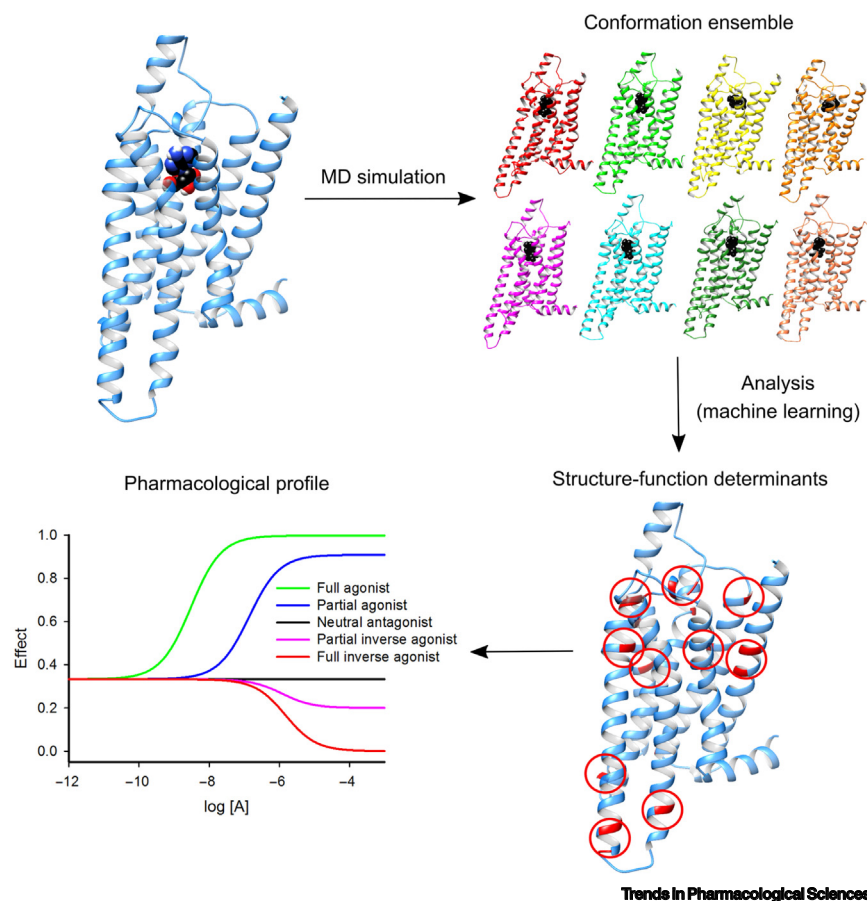 Conformation ensemble
MD simulation
Analysis
(machine learning)
Structure-function determinants
Pharmacological profile
1.0
0.8
0.6
0.4
0.2
0.0
Effect
Full agonist
Partial agonist
Neutral antagonist
Partial inverse agonist
Full inverse agonist
−12 −10 −8 −6 −4
log [A]
Trends in Pharmacological Sciences